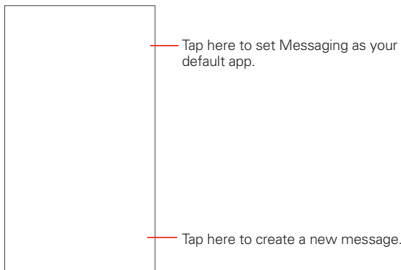 Tap here to set Messaging as your
default app.
Tap here to create a new message.